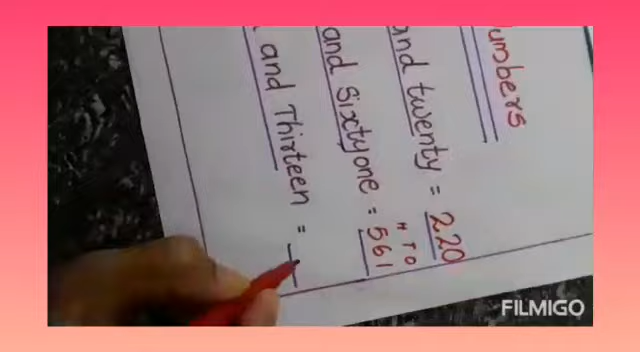 umbers
and twenty = 220
H T O
and Sixtyone = 561
and Thirteen =
FILMIGO